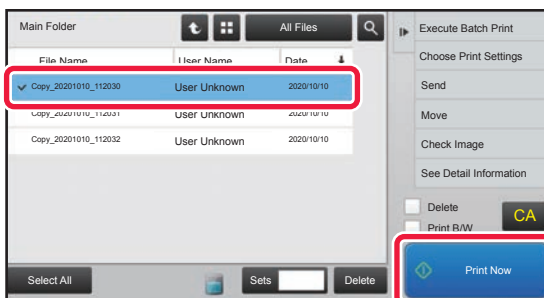 Main Folder
All Files
File Name User Name Date
Copy_20201010_112030 User Unknown 2020/10/10
Copy_20201010_112031 User Unknown 2020/10/10
Copy_20201010_112032 User Unknown 2020/10/10
Select All
Sets
Delete
Execute Batch Print
Choose Print Settings
Send
Move
Check Image
See Detail Information
Delete
Print B/W
CA
Print Now